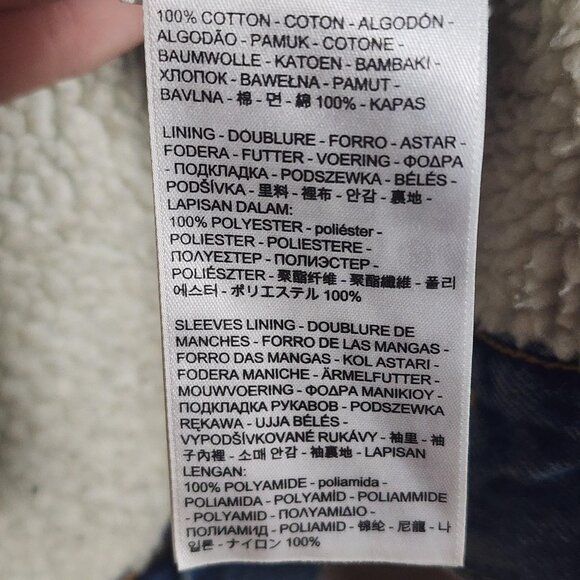 100% COTTON - COTON - ALGODÓN -
ALGODÃO - PAMUK - COTONE -
BAUMWOLLE - KATOEN - BAMBAKI -
ХЛОПОК - BAWEŁNA - PAMUT -
BAVLNA - 棉 - 면 - 綿 100% - KAPAS
LINING - DOUBLURE - FORRO - ASTAR -
FODERA - FUTTER - VOERING - ΦΟΔΡΑ
- ПОДКЛАДКА - PODSZEWKA - BÉLÉS -
PODŠÍVKA - 里料 - 裡布 - 안감 - 裏地 -
LAPISAN DALAM:
100% POLYESTER - poliéster -
POLIESTER - POLIESTERE -
ΠΟΛΥΕΣΤΕΡ - ПОЛИЭСТЕР -
POLIÉSZTER - 聚酯纤维 - 聚酯纖維 - 폴리
에스터 - ポリエステル 100%
SLEEVES LINING - DOUBLURE DE
MANCHES - FORRO DE LAS MANGAS -
FORRO DAS MANGAS - KOL ASTARI -
FODERA MANICHE - ÄRMELFUTTER -
MOUWVOERING - ΦΟΔΡΑ ΜΑΝΙΚΙΟΥ -
ПОДКЛАДКА РУКАВОВ - PODSZEWKA
RĘKAWA - UJJA BÉLÉS -
VYPODŠÍVKOVANÉ RUKÁVY - 袖里 - 袖
子內裡 - 소매 안감 - 袖裏地 - LAPISAN
LENGAN:
100% POLYAMIDE - poliamida -
POLIAMIDA - POLYAMİD - POLIAMMIDE
- POLYAMID - ΠΟΛΥΑΜΙΔΙΟ -
ПОЛИАМИД - POLIAMID - 锦纶 - 尼龍 - 나
일론 - ナイロン 100%